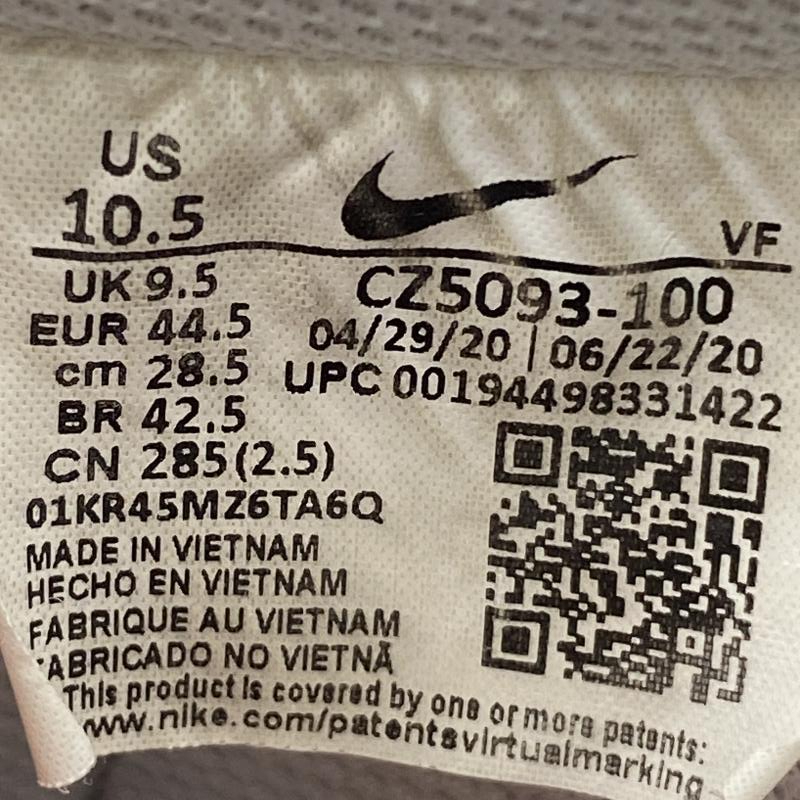 US
10.5
VF
UK 9.5
EUR 44.5
cm 28.5
BR 42.5
CN 285(2.5)
CZ5093-100
04/29/20 | 06/22/20
UPC 00194498331422
01KR45MZ6TA6Q
MADE IN VIETNAM
HECHO EN VIETNAM
FABRIQUE AU VIETNAM
FABRICADO NO VIETNÃ
This product is covered by one or more patents:
www.nike.com/patentsvirtualmarking